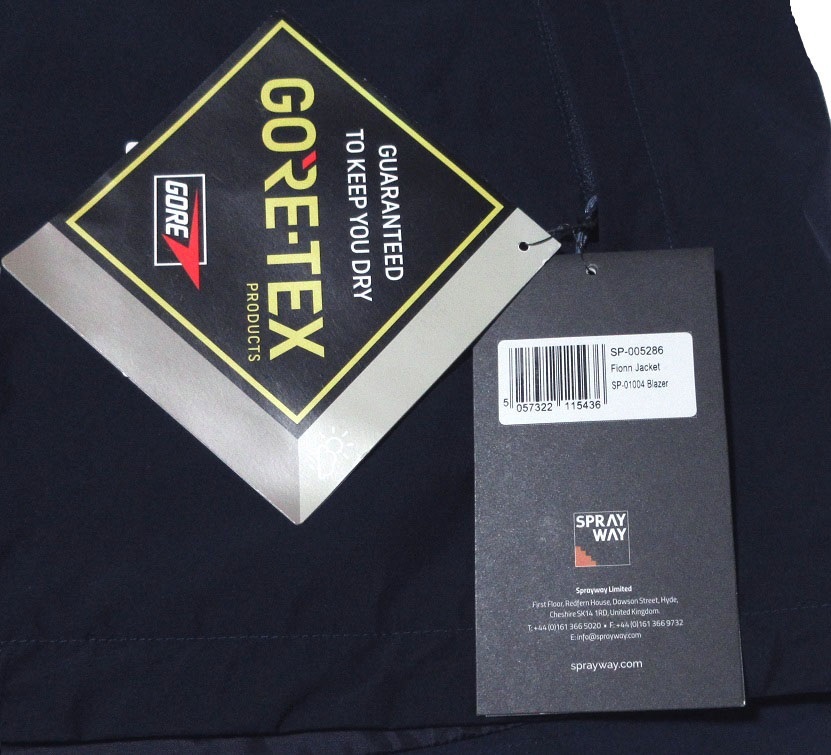 GUARANTEED
TO KEEP YOU DRY
GORE-TEX
PRODUCTS
GORE
SP-005286
Fionn Jacket
SP-01004 Blazer
5 057322 115436
SPRAY
WAY
Sprayway Limited
First Floor, Redfern House, Dawson Street, Hyde,
Cheshire SK14 1RD, United Kingdom.
T: +44 (0)161 366 5020 • F: +44 (0)161 366 9732
E: info@sprayway.com
sprayway.com